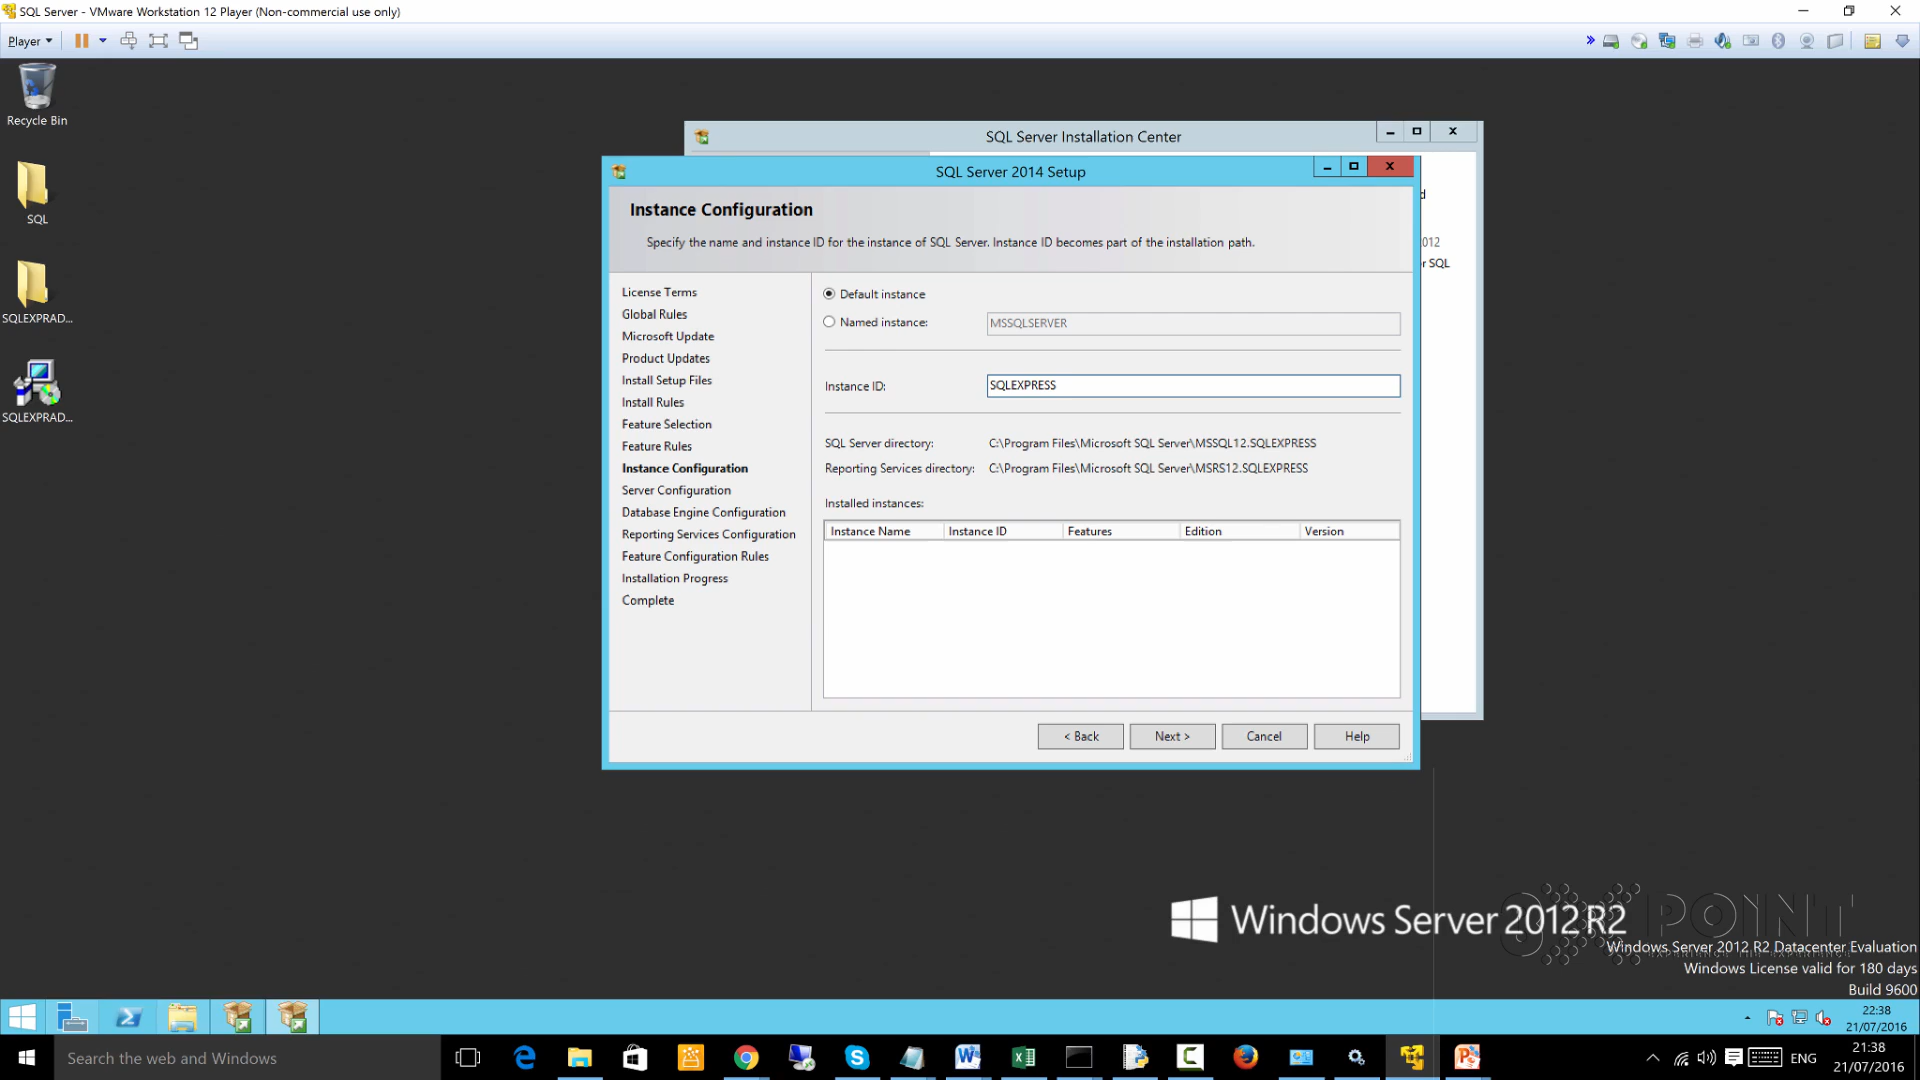 SQL Server - VMware Workstation 12 Player (Non-commercial use only)
Player
Recycle Bin
SQL
SQLEXPRAD...
SQLEXPRAD...
SQL Server Installation Center
d
012
r SQL
SQL Server 2014 Setup
Instance Configuration
Specify the name and instance ID for the instance of SQL Server. Instance ID becomes part of the installation path.
License Terms
Global Rules
Microsoft Update
Product Updates
Install Setup Files
Install Rules
Feature Selection
Feature Rules
Instance Configuration
Server Configuration
Database Engine Configuration
Reporting Services Configuration
Feature Configuration Rules
Installation Progress
Complete
Default instance
Named instance: MSSQLSERVER
Instance ID: SQLEXPRESS
SQL Server directory: C:\Program Files\Microsoft SQL Server\MSSQL12.SQLEXPRESS
Reporting Services directory: C:\Program Files\Microsoft SQL Server\MSRS12.SQLEXPRESS
Installed instances:
Instance Name Instance ID Features Edition Version
< Back Next > Cancel Help
Windows Server 2012 R2
POINT
Windows Server 2012 R2 Datacenter Evaluation
Windows License valid for 180 days
Build 9600
22:38
21/07/2016
Search the web and Windows
ENG
21:38
21/07/2016